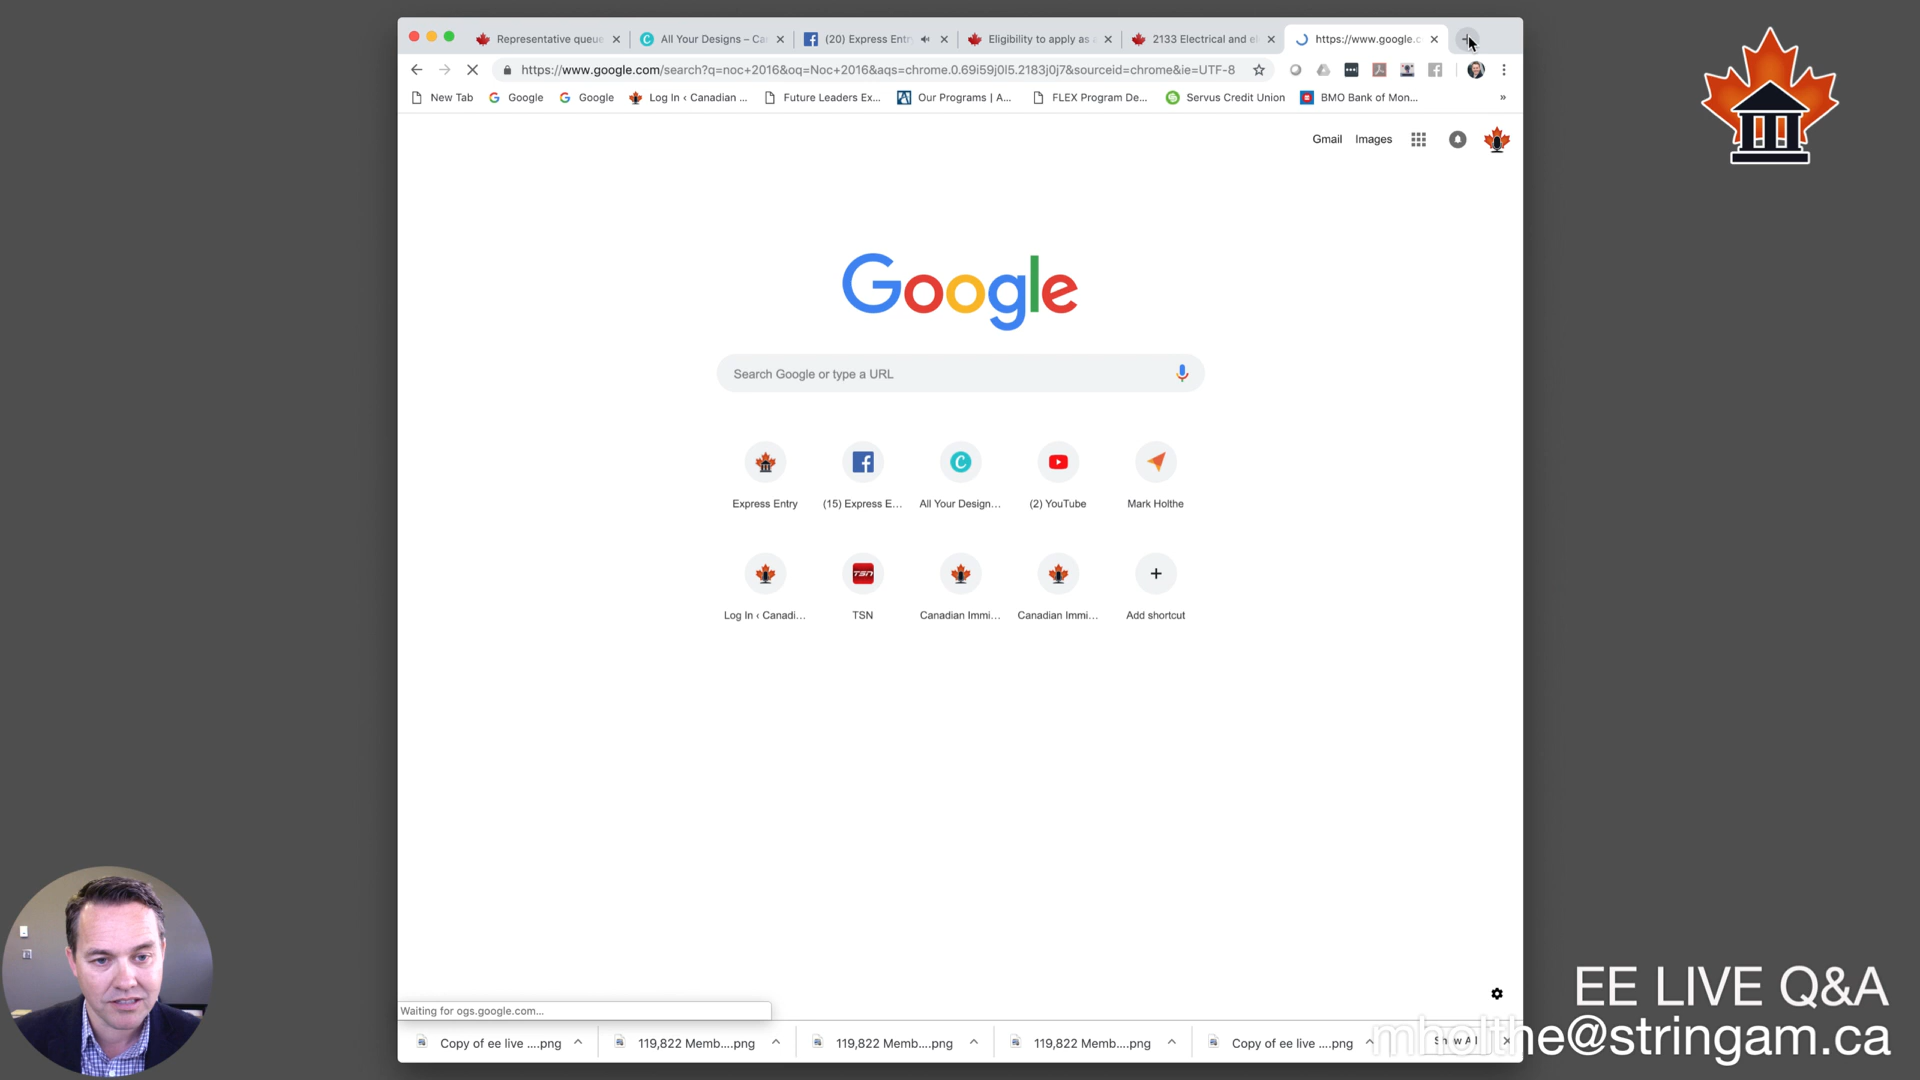 Representative queue
All Your Designs – Ca
(20) Express Entr
Eligibility to apply as a
2133 Electrical and el
https://www.google.c
https://www.google.com/search?q=noc+2016&oq=Noc+2016&aqs=chrome.0.69i59j0l5.2183j0j7&sourceid=chrome&ie=UTF-8
New Tab
Google
Google
Log In ‹ Canadian ...
Future Leaders Ex...
Our Programs | A...
FLEX Program De...
Servus Credit Union
BMO Bank of Mon...
»
Gmail
Images
Google
Search Google or type a URL
Express Entry
(15) Express E...
All Your Design...
(2) YouTube
Mark Holthe
TSN
Log In ‹ Canadi...
TSN
Canadian Immi...
Canadian Immi...
Add shortcut
Waiting for ogs.google.com...
Copy of ee live ....png
119,822 Memb....png
119,822 Memb....png
119,822 Memb....png
Copy of ee live ....png
Show All
EE LIVE Q&A
mholthe@stringam.ca